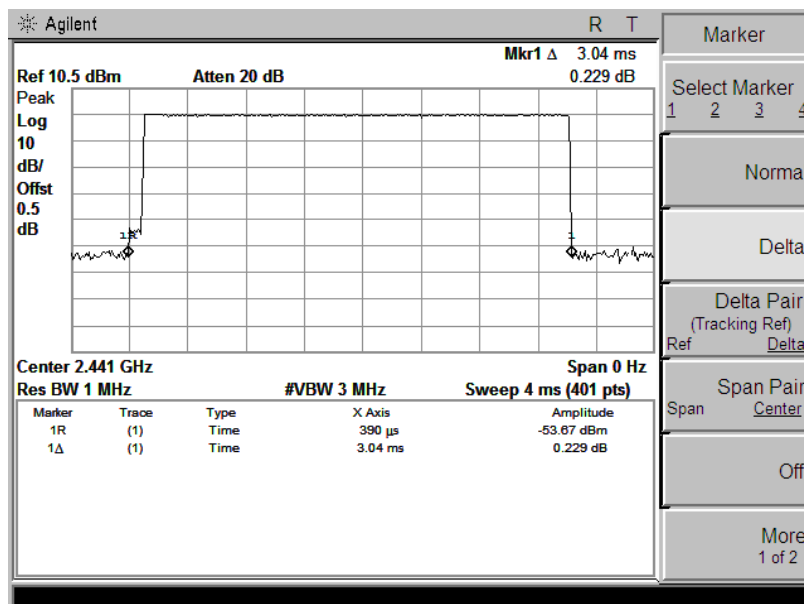 Agilent R T
Mkr1 Δ 3.04 ms
Ref 10.5 dBm Atten 20 dB 0.229 dB
Peak
Log
10
dB/
Offst
0.5
dB
1R 1
Center 2.441 GHz Span 0 Hz
Res BW 1 MHz #VBW 3 MHz Sweep 4 ms (401 pts)
Marker Trace Type X Axis Amplitude
1R (1) Time 390 µs -53.67 dBm
1Δ (1) Time 3.04 ms 0.229 dB
Marker
Select Marker
1 2 3 4
Norma
Delta
Delta Pair
(Tracking Ref)
Ref Delta
Span Pair
Span Center
Off
More
1 of 2